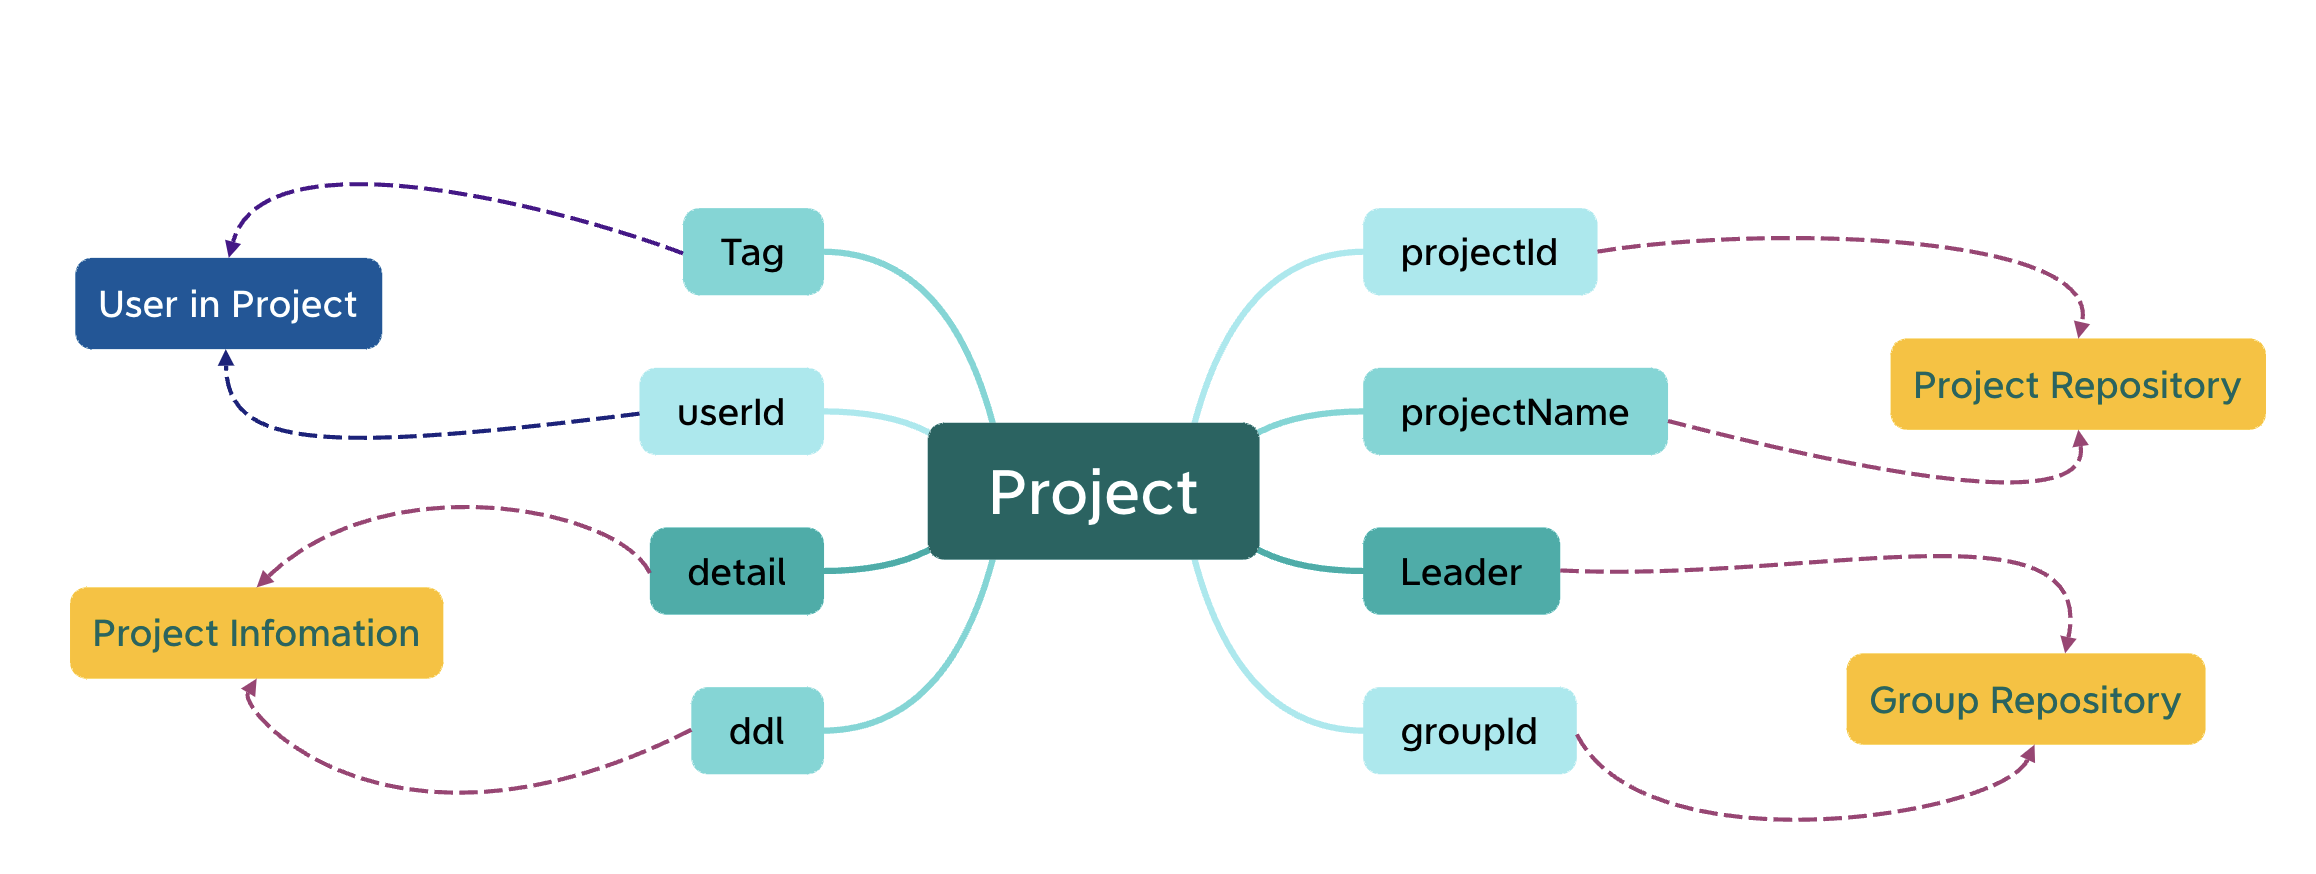 Tag
projectId
User in Project
userId
projectName
Project Repository
Project
detail
Leader
Project Infomation
Group Repository
ddl
groupId